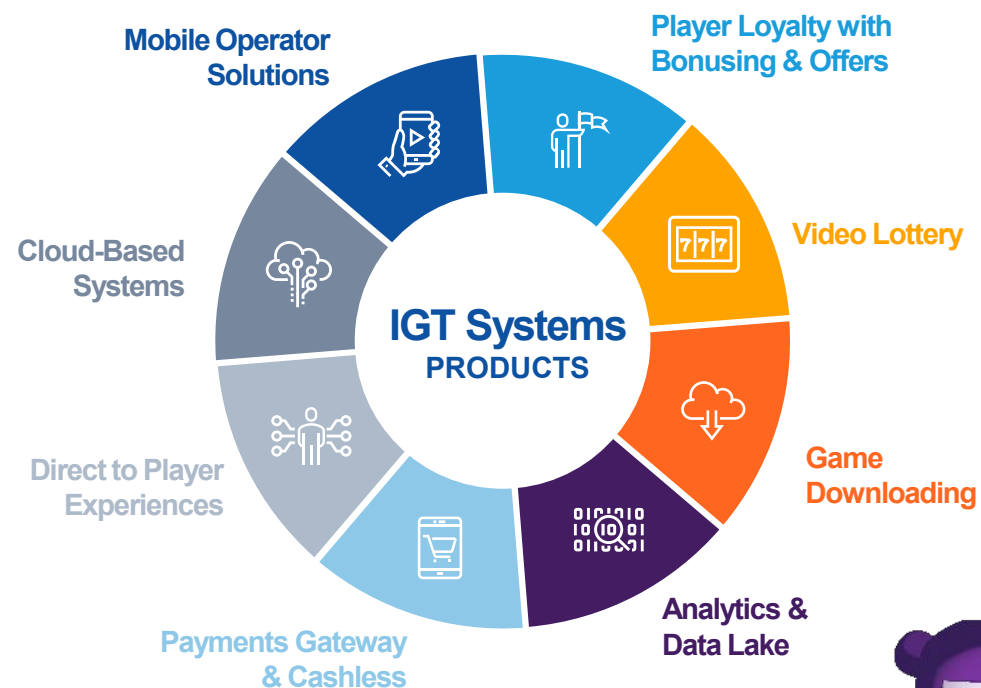 Mobile Operator
Solutions
Player Loyalty with
Bonusing & Offers
Video Lottery
777
Cloud-Based
Systems
IGT Systems
PRODUCTS
Game
Downloading
Direct to Player
Experiences
Analytics &
Data Lake
Payments Gateway
& Cashless